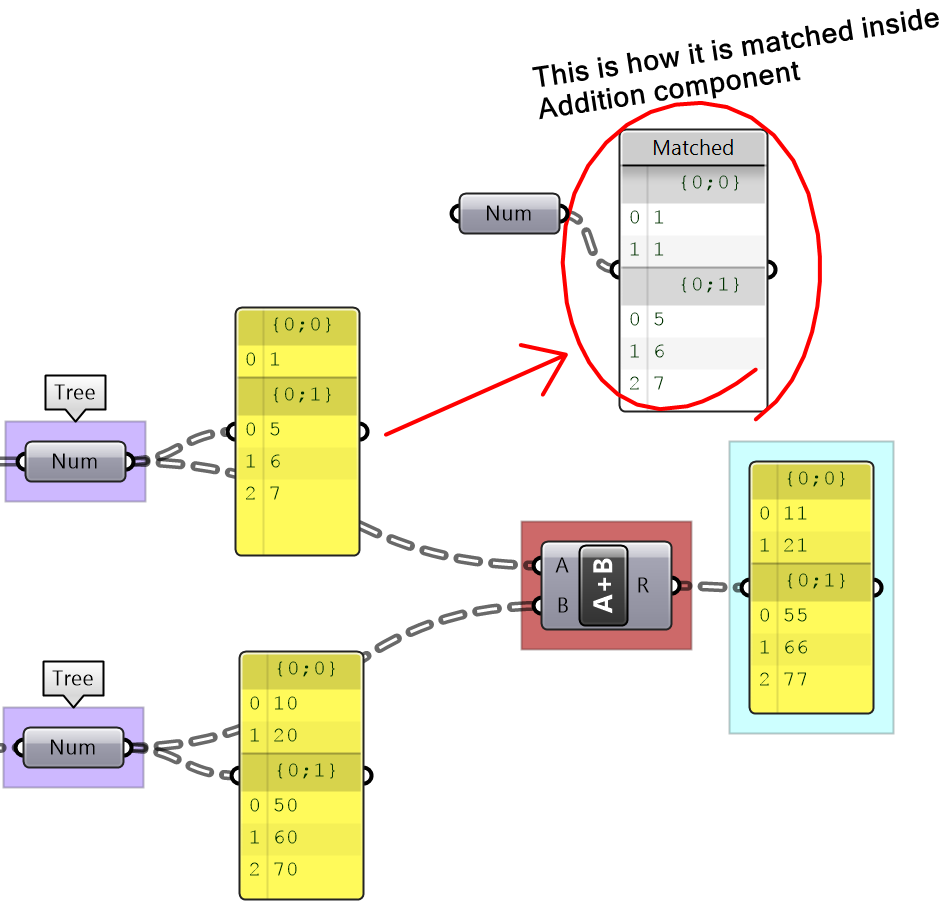 This is how it is matched inside
Addition component
Matched
{0;0}
0 1
1 1
{0;1}
0 5
1 6
2 7
Num
{0;0}
0 1
{0;1}
0 5
1 6
2 7
Tree
Num
A
B
A+B
R
{0;0}
0 11
1 21
{0;1}
0 55
1 66
2 77
Tree
Num
{0;0}
0 10
1 20
{0;1}
0 50
1 60
2 70